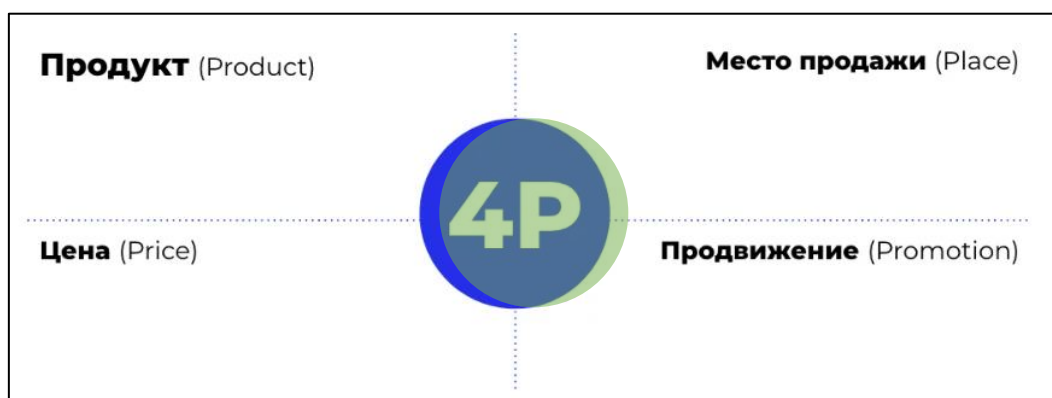 Продукт (Product)
Место продажи (Place)
4P
Цена (Price)
Продвижение (Promotion)